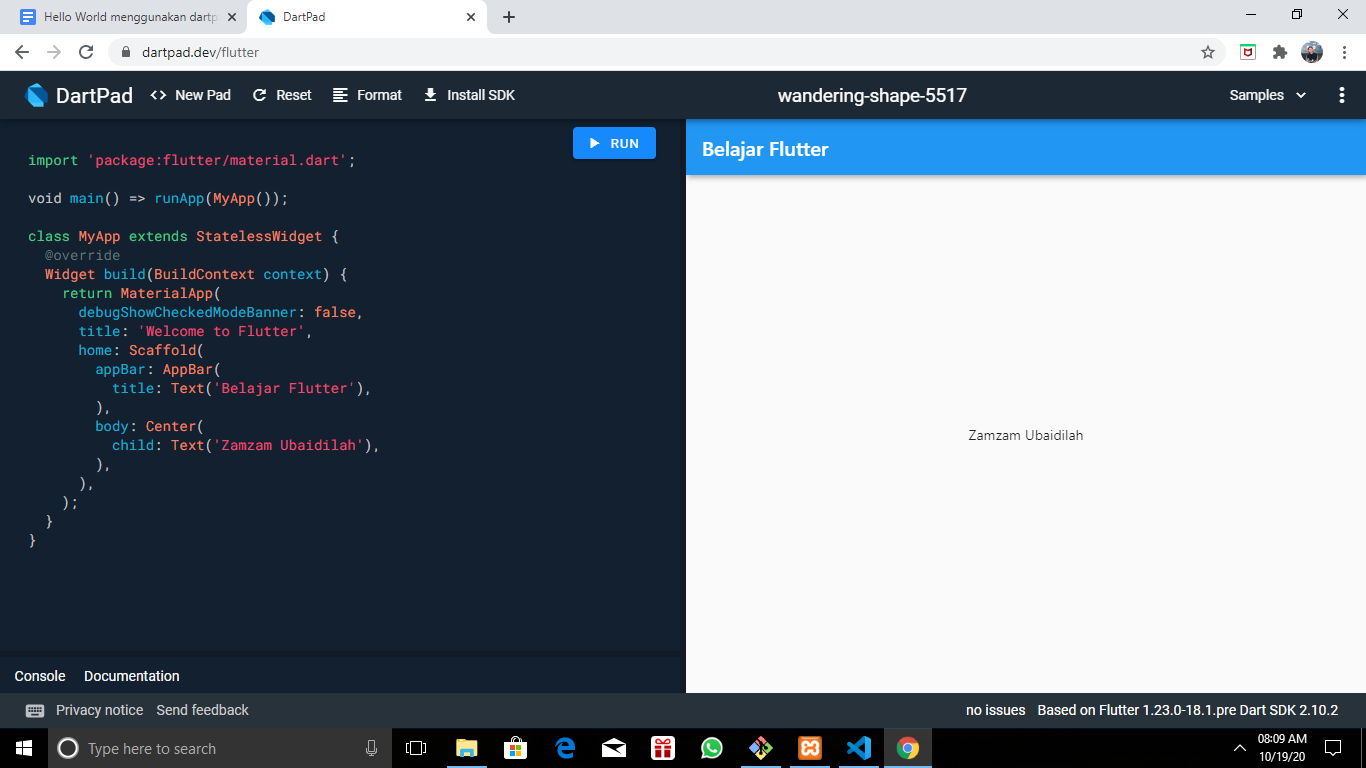 Hello World menggunakan dartp
DartPad
dartpad.dev/flutter
DartPad
New Pad
Reset
Format
Install SDK
wandering-shape-5517
Samples
RUN
import 'package:flutter/material.dart';
void main() => runApp(MyApp());
class MyApp extends StatelessWidget {
@override
Widget build(BuildContext context) {
return MaterialApp(
debugShowCheckedModeBanner: false,
title: 'Welcome to Flutter',
home: Scaffold(
appBar: AppBar(
title: Text('Belajar Flutter'),
),
body: Center(
child: Text('Zamzam Ubaidilah'),
),
),
);
}
}
Belajar Flutter
Zamzam Ubaidilah
Console
Documentation
Privacy notice
Send feedback
no issues
Based on Flutter 1.23.0-18.1.pre Dart SDK 2.10.2
Type here to search
08:09 AM
10/19/20